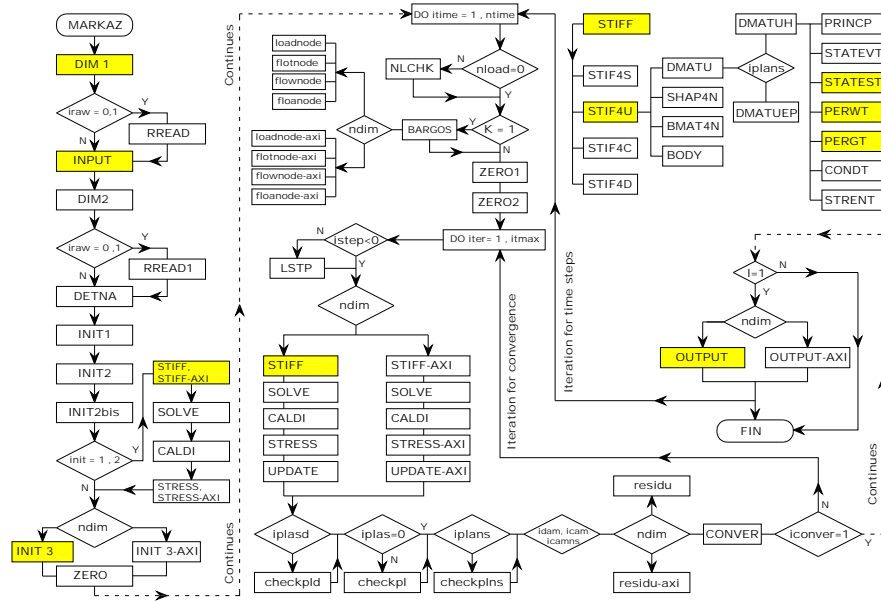 MARKAZ
DIM 1
iraw = 0,1
Y
N
RREAD
INPUT
DIM2
iraw = 0 ,1
Y
N
RREAD1
DETNA
INIT1
INIT2
INIT2bis
init = 1 , 2
Y
N
STIFF,
STIFF-AXI
SOLVE
CALDI
STRESS,
STRESS-AXI
ndim
INIT 3
INIT 3-AXI
ZERO
Continues
Continues
DO itime = 1 , ntime
nload=0
N
Y
NLCHK
K = 1
Y
N
BARGOS
ndim
loadnode
flotnode
flownode
floanode
loadnode-axi
flotnode-axi
flownode-axi
floanode-axi
ZERO1
ZERO2
DO iter= 1 , itmax
istep<0
N
Y
LSTP
ndim
STIFF
SOLVE
CALDI
STRESS
UPDATE
STIFF-AXI
SOLVE
CALDI
STRESS-AXI
UPDATE-AXI
Iteration for convergence
Iteration for time steps
iplasd
checkpld
iplas=0
Y
N
checkpl
iplans
checkplns
idam, icam
icamns
ndim
residu
residu-axi
CONVER
iconver=1
N
Y
Continues
STIFF
STIF4S
STIF4U
STIF4C
STIF4D
DMATU
SHAP4N
BMAT4N
BODY
DMATUH
iplans
DMATUEP
PRINCP
STATEVT
STATEST
PERWT
PERGT
CONDT
STRENT
I=1
N
Y
ndim
OUTPUT
OUTPUT-AXI
FIN